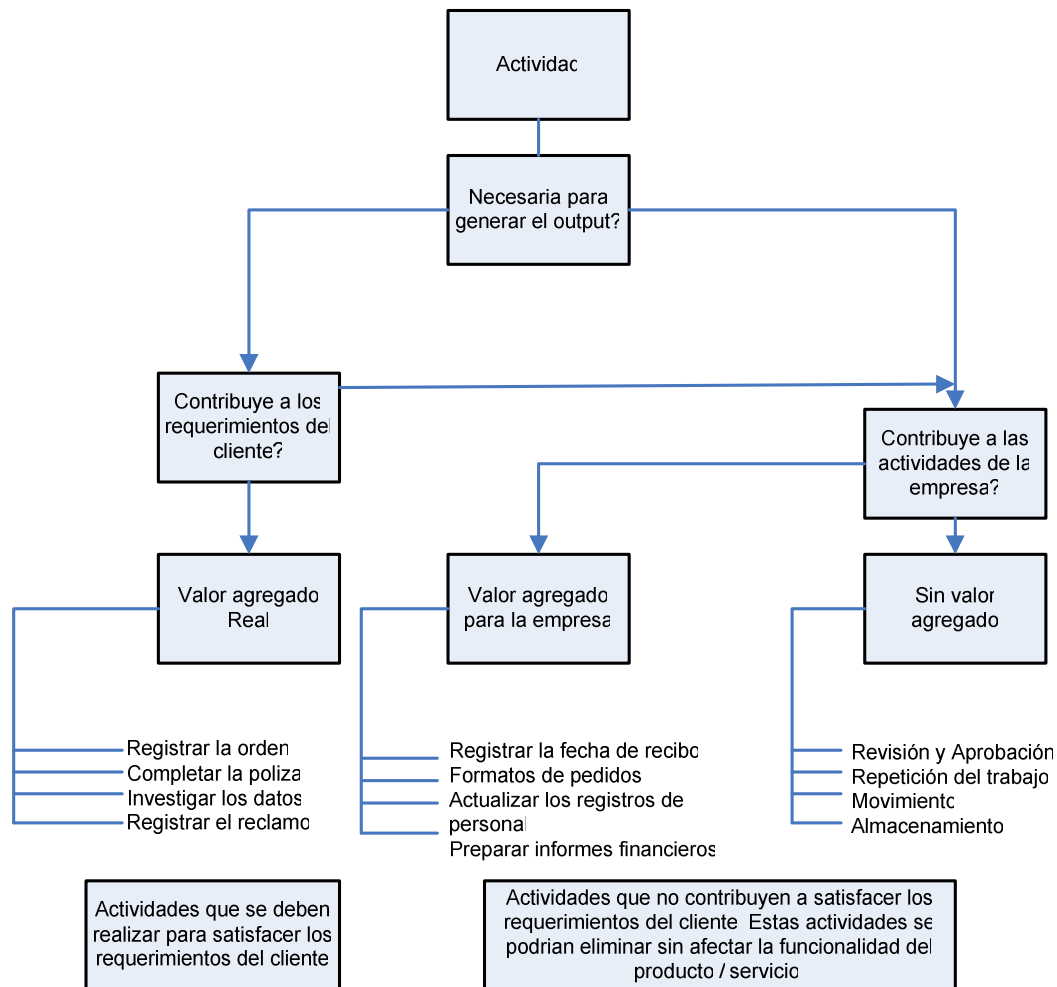 Actividad
Necesaria para
generar el output?
Contribuye a los
requerimientos del
cliente?
Contribuye a las
actividades de la
empresa?
Valor agregado
Real
Valor agregado
para la empresa
Sin valor
agregado
Registrar la orden
Completar la poliza
Investigar los datos
Registrar el reclamo
Registrar la fecha de recibo
Formatos de pedidos
Actualizar los registros de
personal
Preparar informes financieros
Revisión y Aprobación
Repetición del trabajo
Movimiento
Almacenamiento
Actividades que se deben
realizar para satisfacer los
requerimientos del cliente
Actividades que no contribuyen a satisfacer los
requerimientos del cliente Estas actividades se
podrian eliminar sin afectar la funcionalidad del
producto / servicio